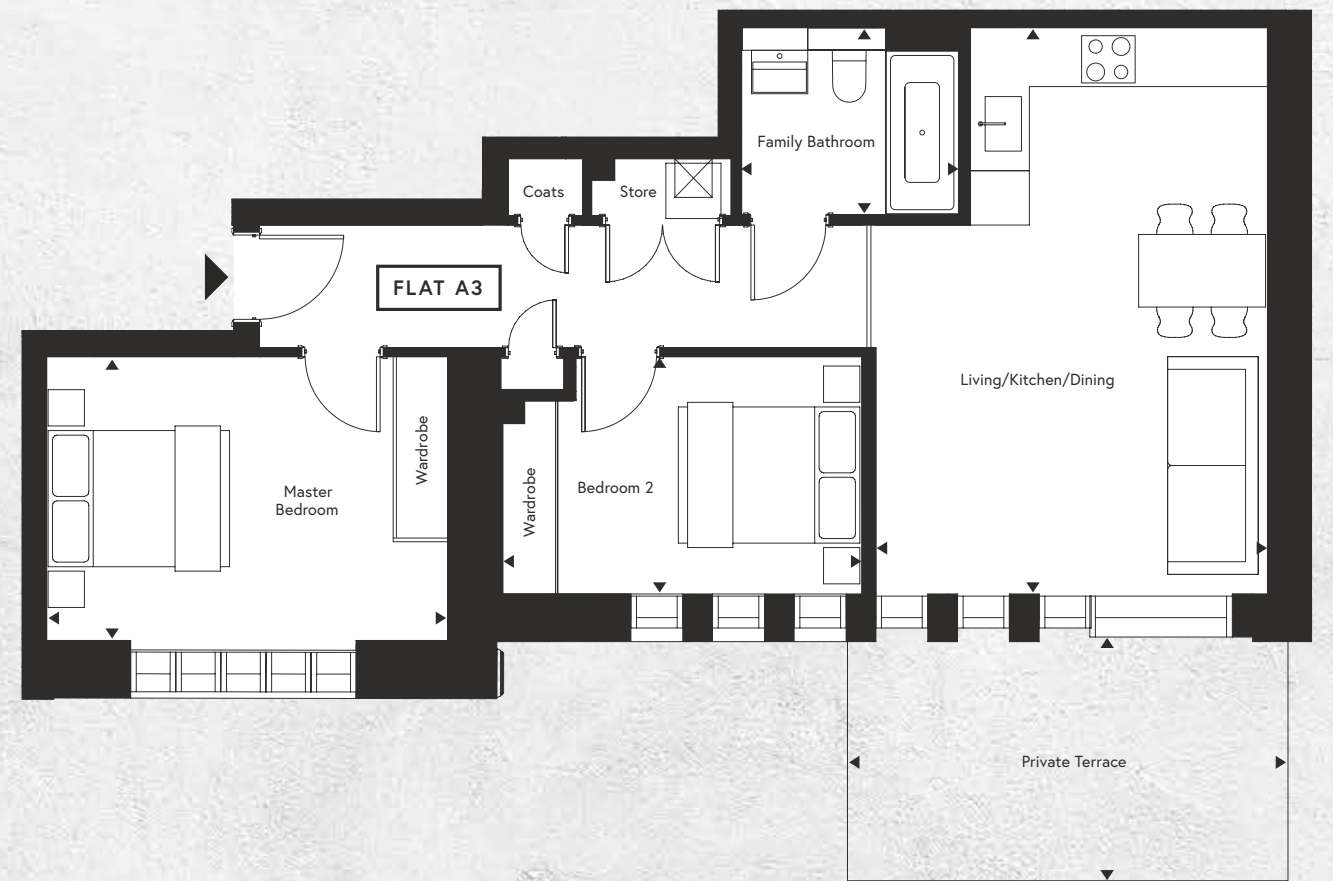 Family Bathroom
Coats
Store
FLAT A3
Living/Kitchen/Dining
Master
Bedroom
Wardrobe
Wardrobe
Bedroom 2
Private Terrace